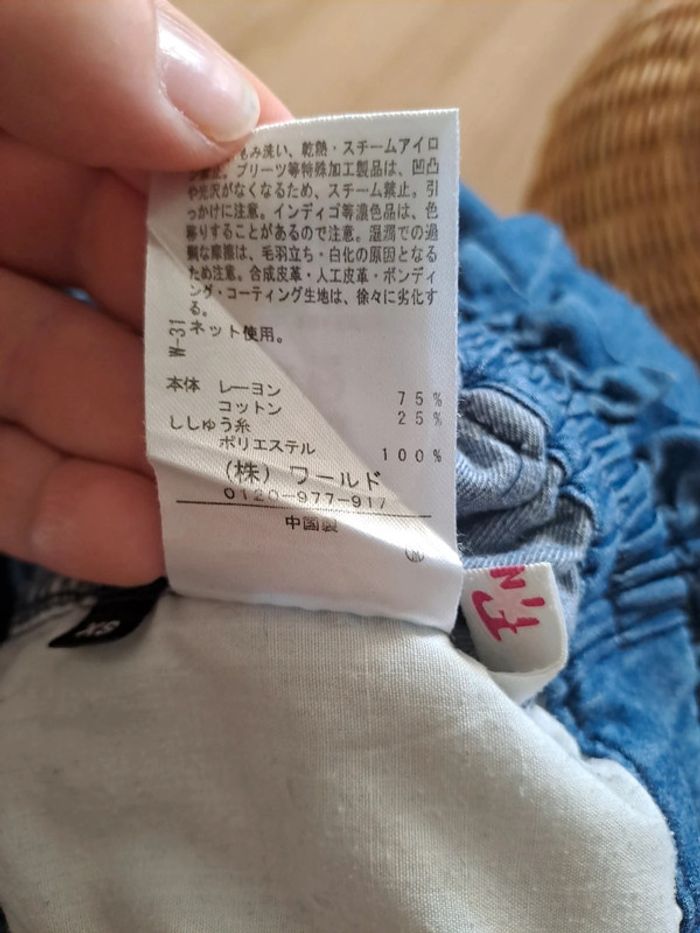 もみ洗い、乾熱・スチームアイロ
禁止。プリーツ等特殊加工製品は、凹凸
や光沢がなくなるため、スチーム禁止。引
っかけに注意。インディゴ等濃色品は、色
移りすることがあるので注意。湿潤での過
剰な摩擦は、毛羽立ち・白化の原因となる
ため注意。合成皮革・人工皮革・ボンディ
ング・コーティング生地は、徐々に劣化す
る。
W-31
ネット使用。
本体 レーヨン 75%
コットン 25%
ししゅう糸
ポリエステル 100%
(株) ワールド
0120-977-917
中国製
XS